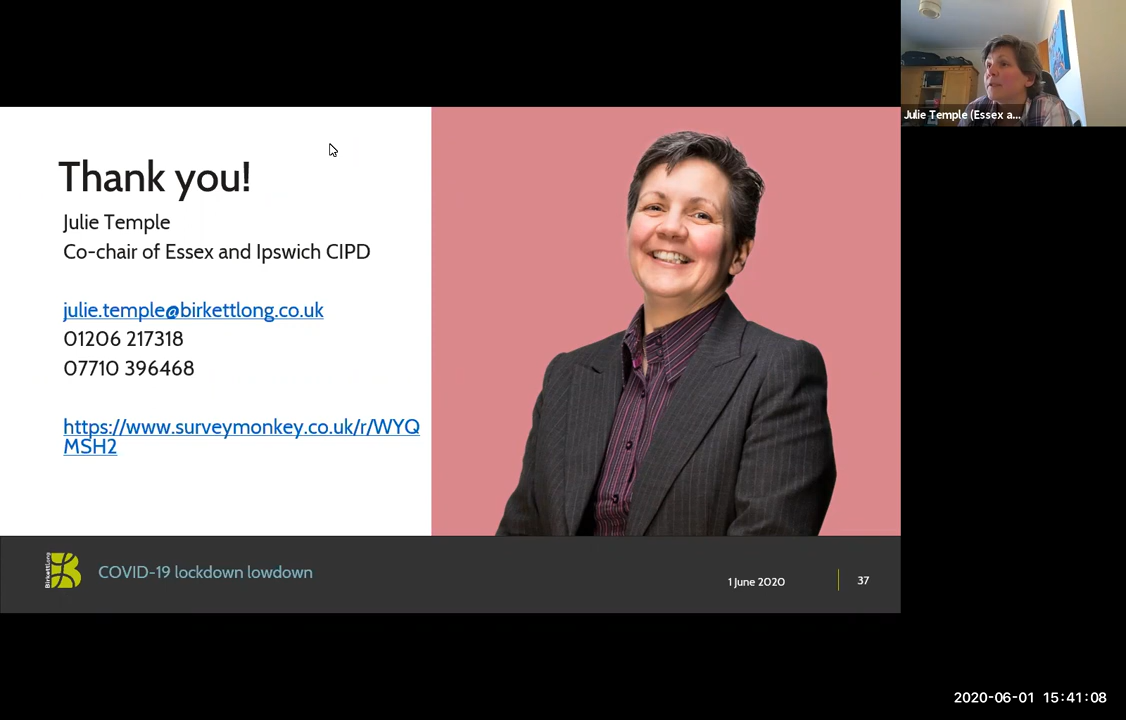 Julie Temple (Essex a...
Thank you!
Julie Temple
Co-chair of Essex and Ipswich CIPD
julie.temple@birkettlong.co.uk
01206 217318
07710 396468
https://www.surveymonkey.co.uk/r/WYQ
MSH2
BirkettLong
COVID-19 lockdown lowdown
1 June 2020
37
2020-06-01 15:41:08